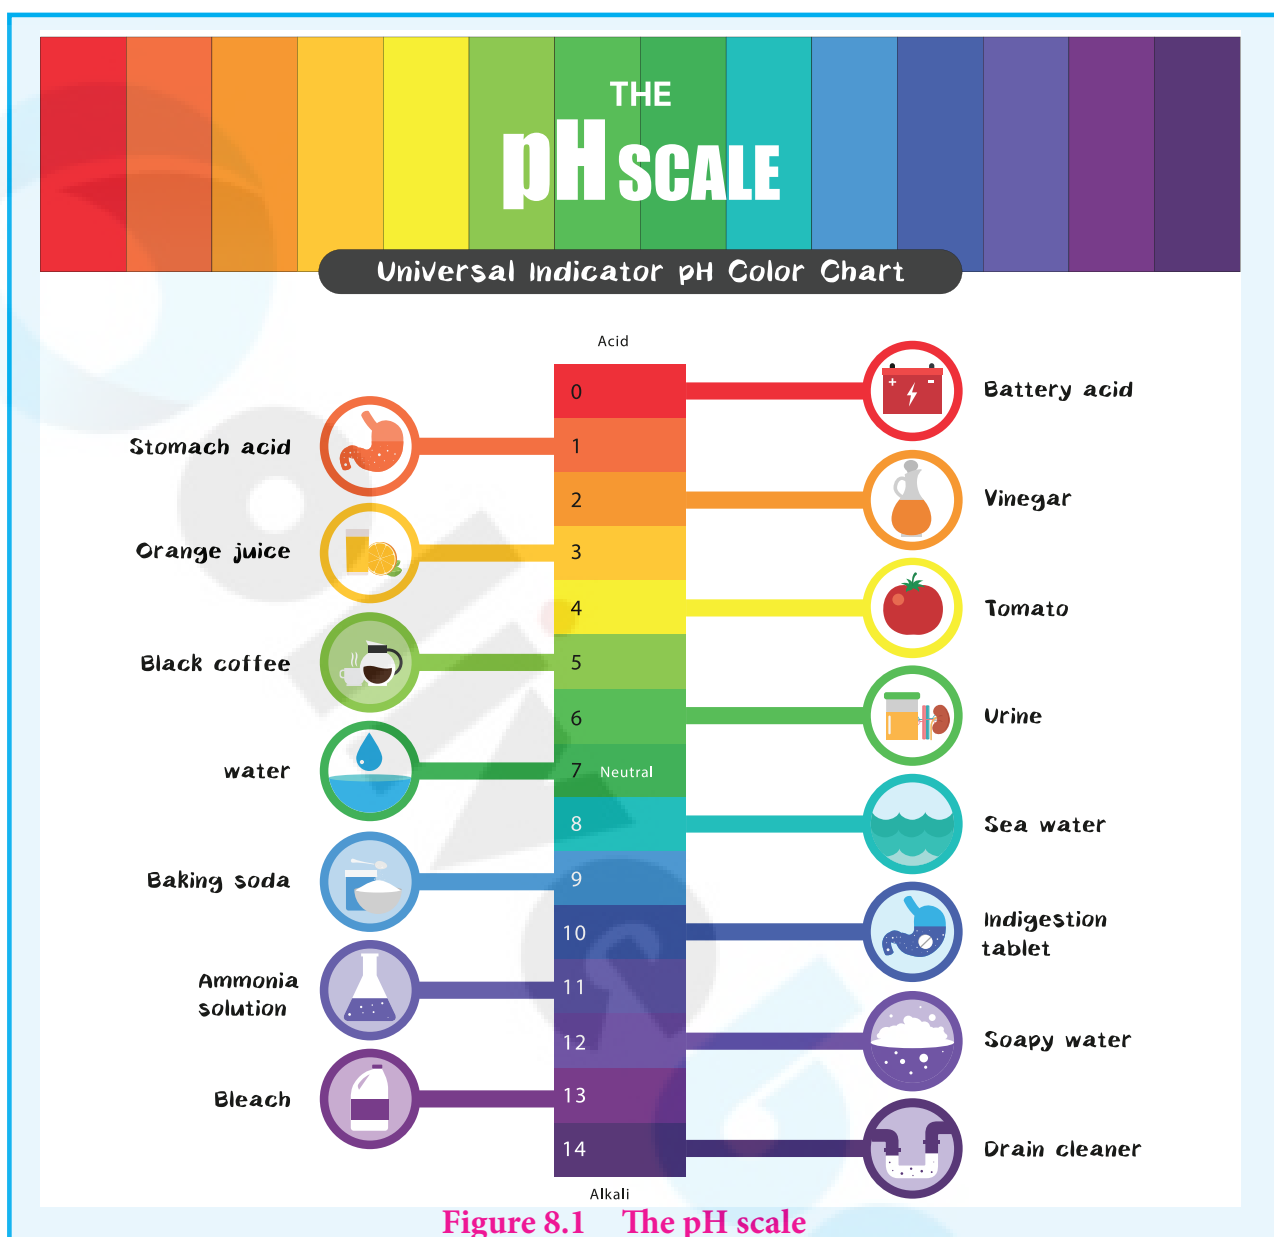 THE
pH SCALE
Universal Indicator pH Color Chart
Acid
0
Battery acid
Stomach acid
1
2
Vinegar
Orange juice
3
4
Tomato
Black coffee
5
6
Urine
water
7 Neutral
8
Sea water
Baking soda
9
10
Indigestion
tablet
Ammonia
solution
11
12
Soapy water
Bleach
13
14
Drain cleaner
Alkali
Figure 8.1 The pH scale